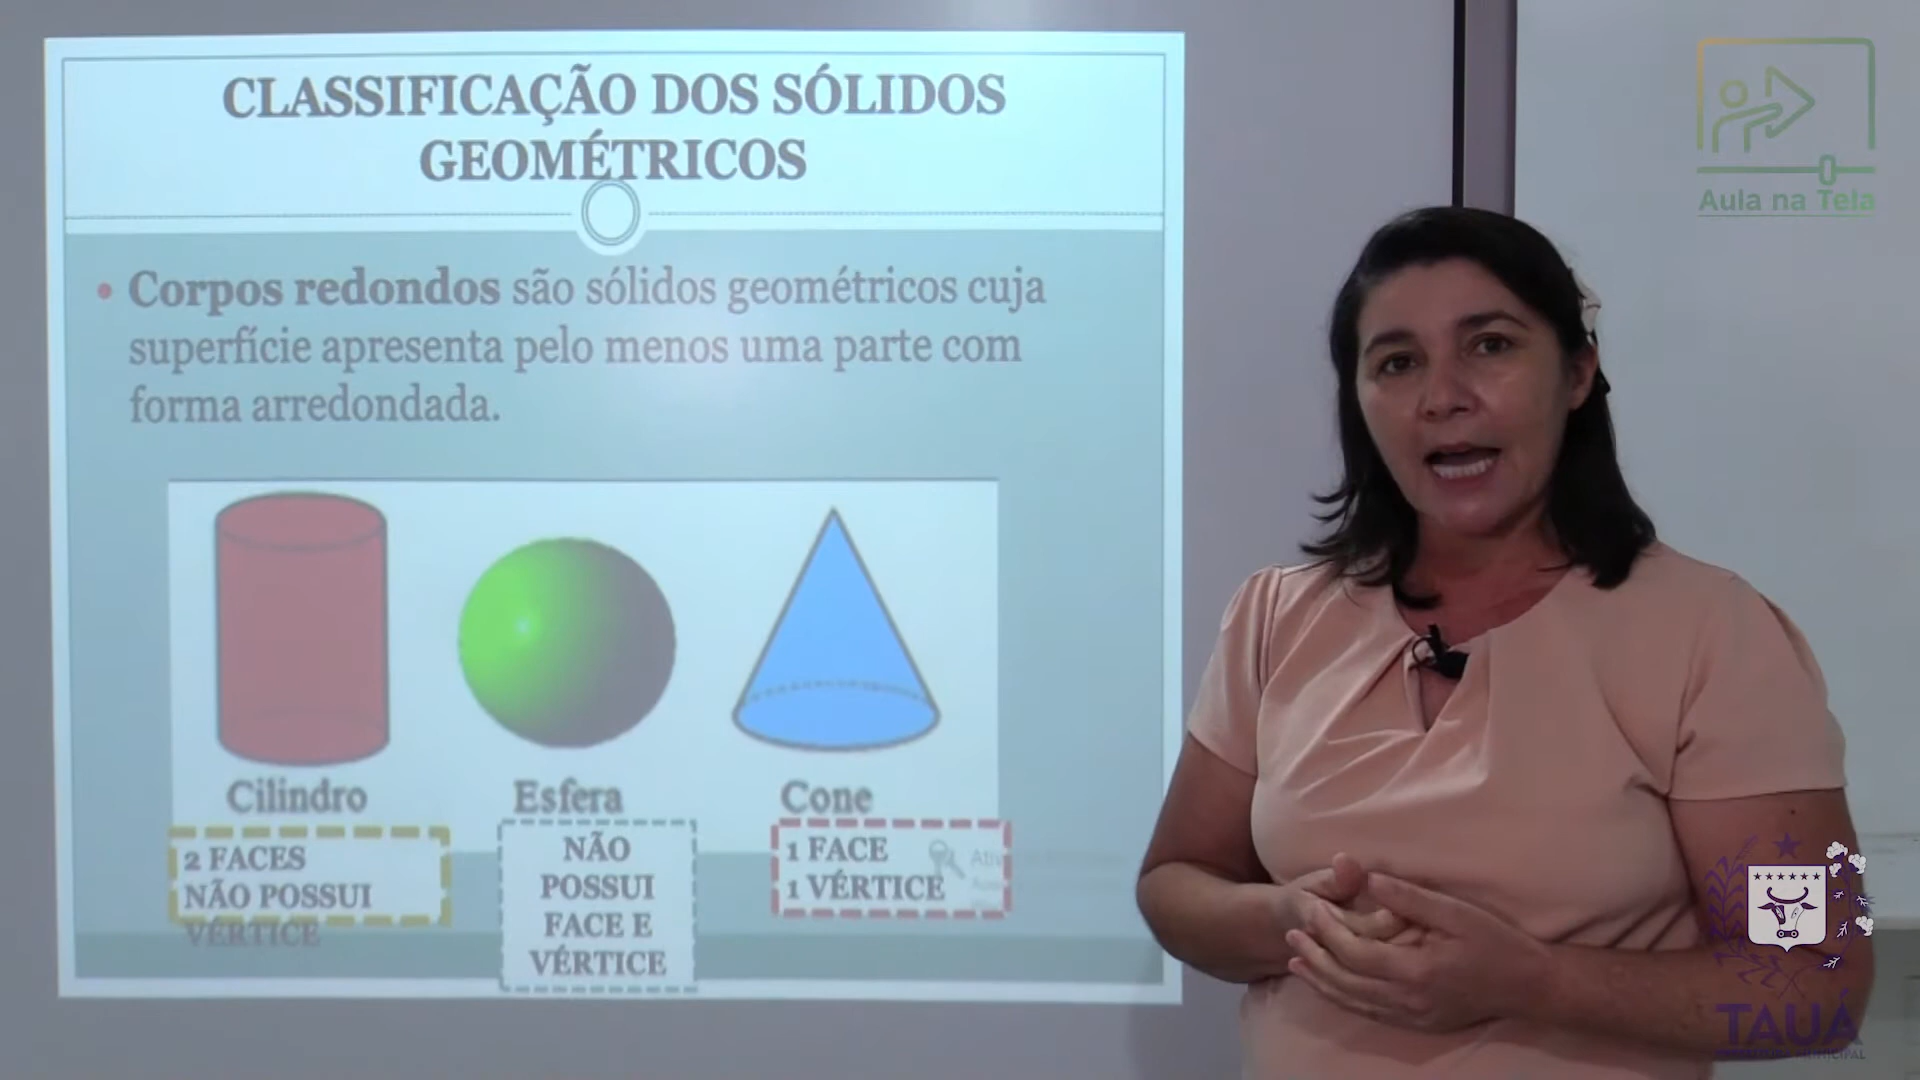 CLASSIFICAÇÃO DOS SÓLIDOS
GEOMÉTRICOS
• Corpos redondos são sólidos geométricos cuja
superfície apresenta pelo menos uma parte com
forma arredondada.
Cilindro
Esfera
Cone
2 FACES
NÃO POSSUI
VÉRTICE
NÃO
POSSUI
FACE E
VÉRTICE
1 FACE
1 VÉRTICE
Aula na Tela
TAUÁ